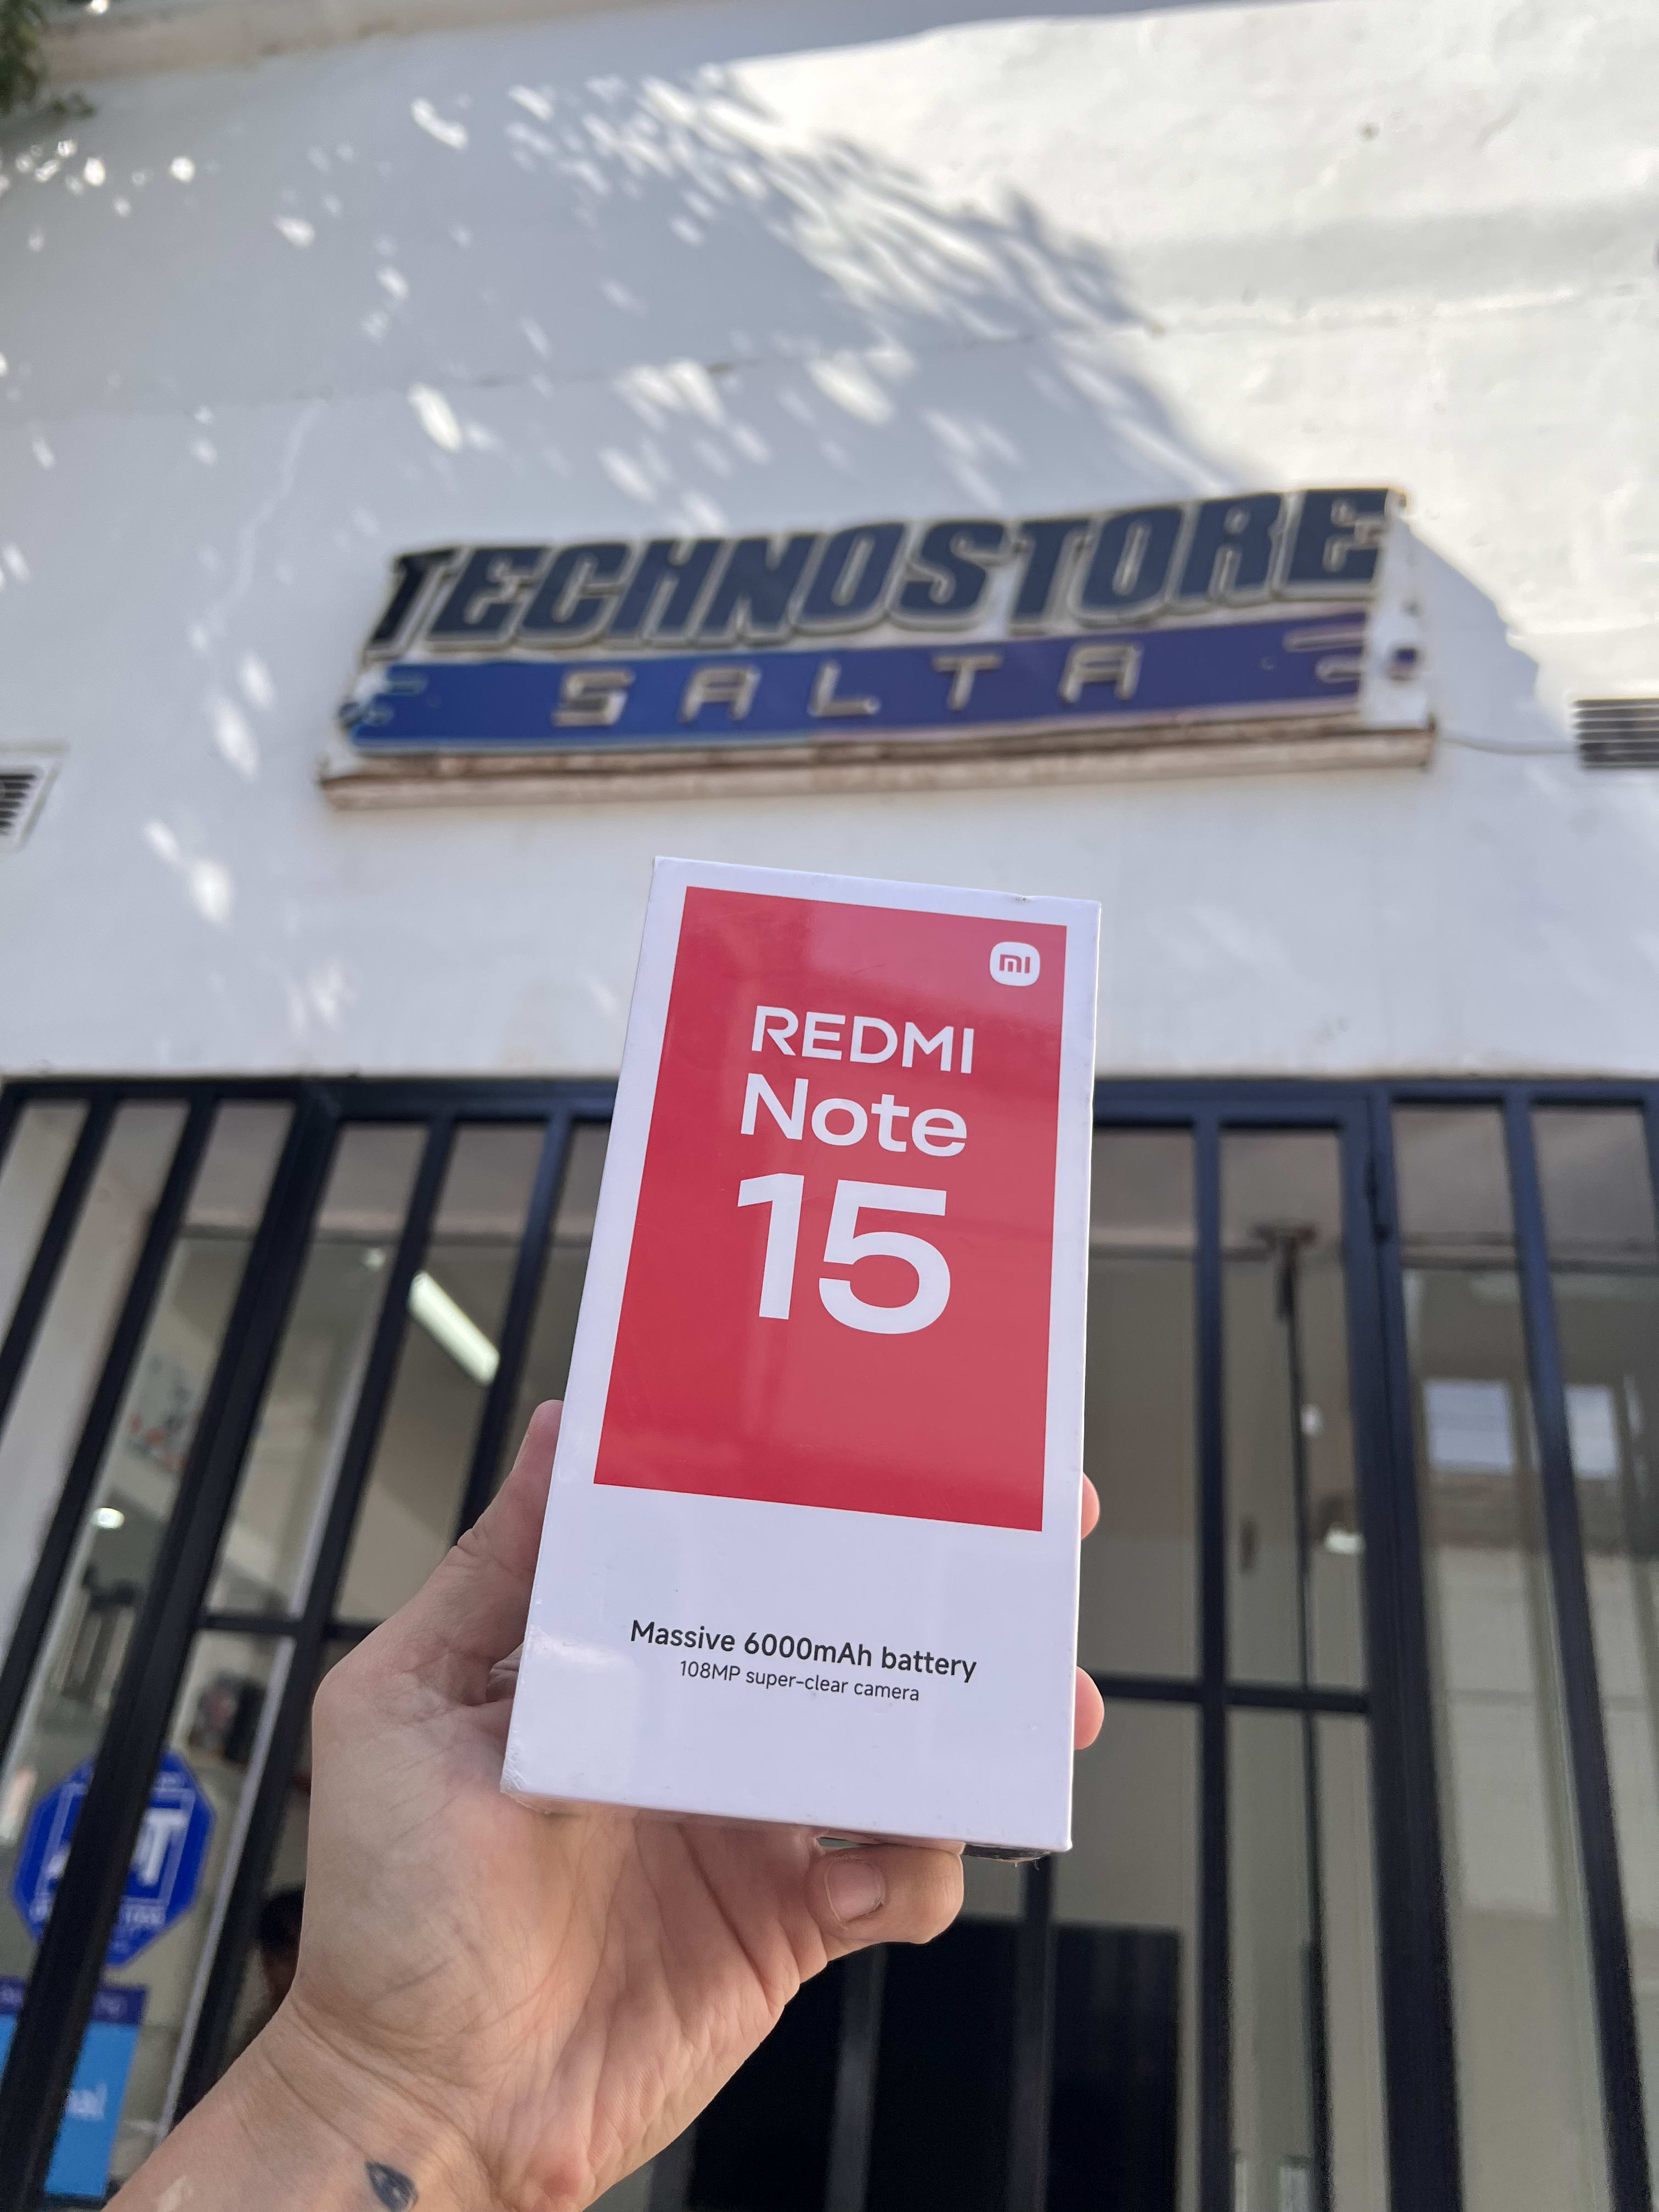 TECHNOSTORE
SALTA
mi
REDMI
Note
15
Massive 6000mAh battery
108MP super-clear camera